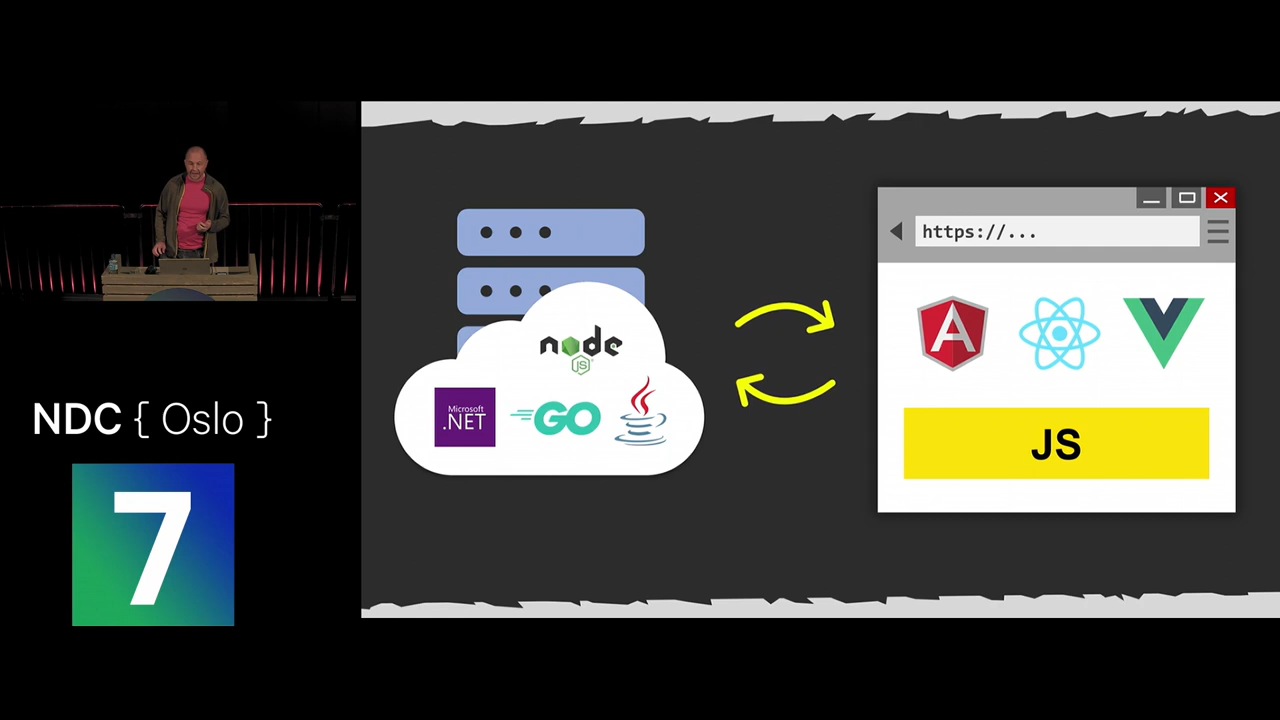 NDC { Oslo }
7
node
JS
Microsoft
.NET
GO
https://...
A
JS